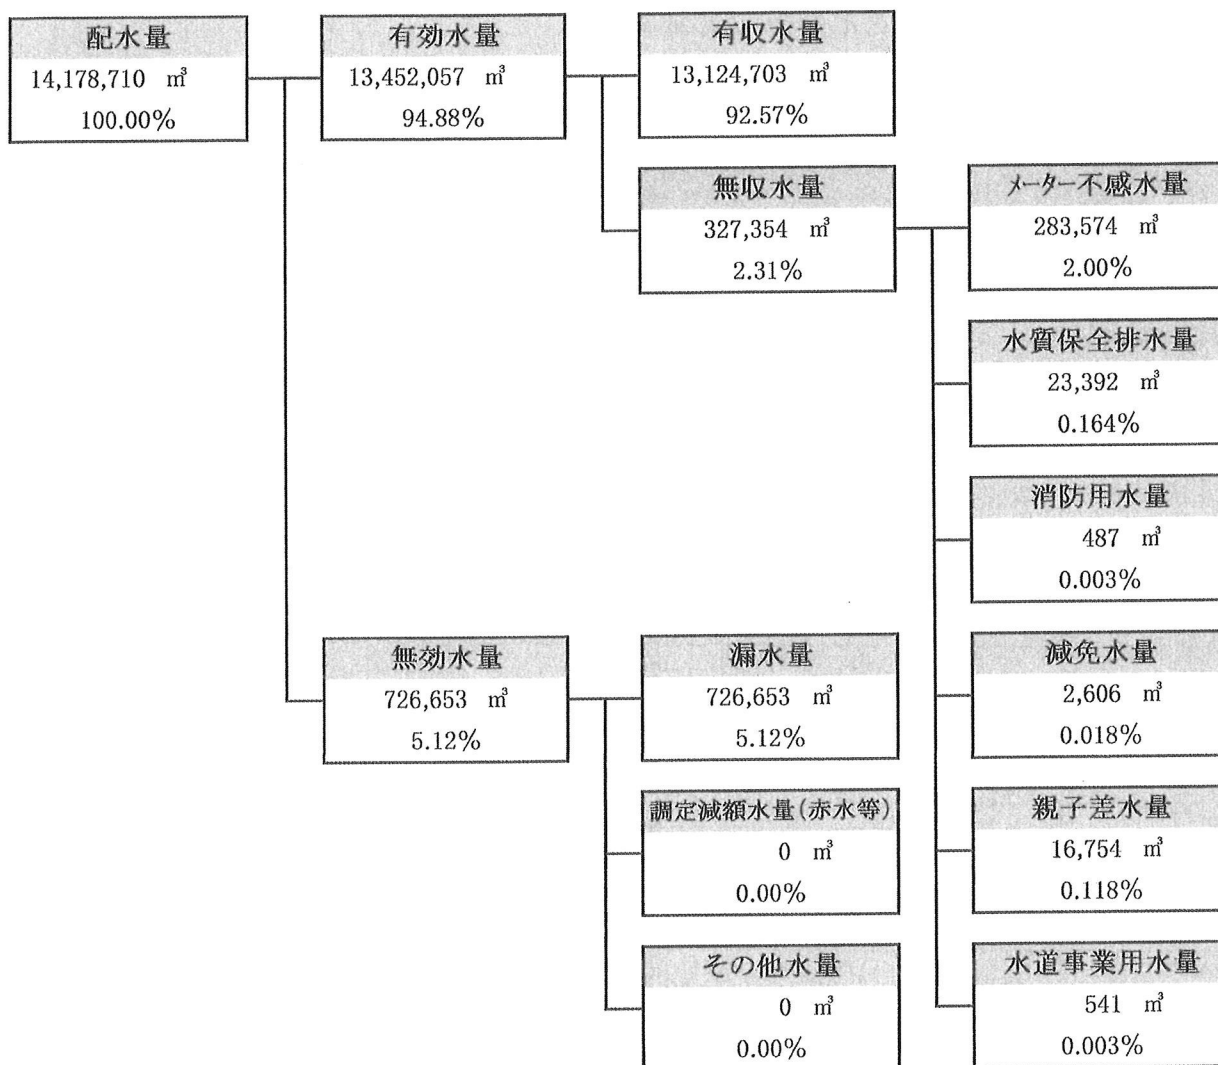 配水量
14,178,710 ㎥
100.00%
有効水量
13,452,057 ㎥
94.88%
有収水量
13,124,703 ㎥
92.57%
無収水量
327,354 ㎥
2.31%
メーター不感水量
283,574 ㎥
2.00%
水質保全排水量
23,392 ㎥
0.164%
消防用水量
487 ㎥
0.003%
減免水量
2,606 ㎥
0.018%
親子差水量
16,754 ㎥
0.118%
水道事業用水量
541 ㎥
0.003%
無効水量
726,653 ㎥
5.12%
漏水量
726,653 ㎥
5.12%
調定減額水量(赤水等)
0 ㎥
0.00%
その他水量
0 ㎥
0.00%